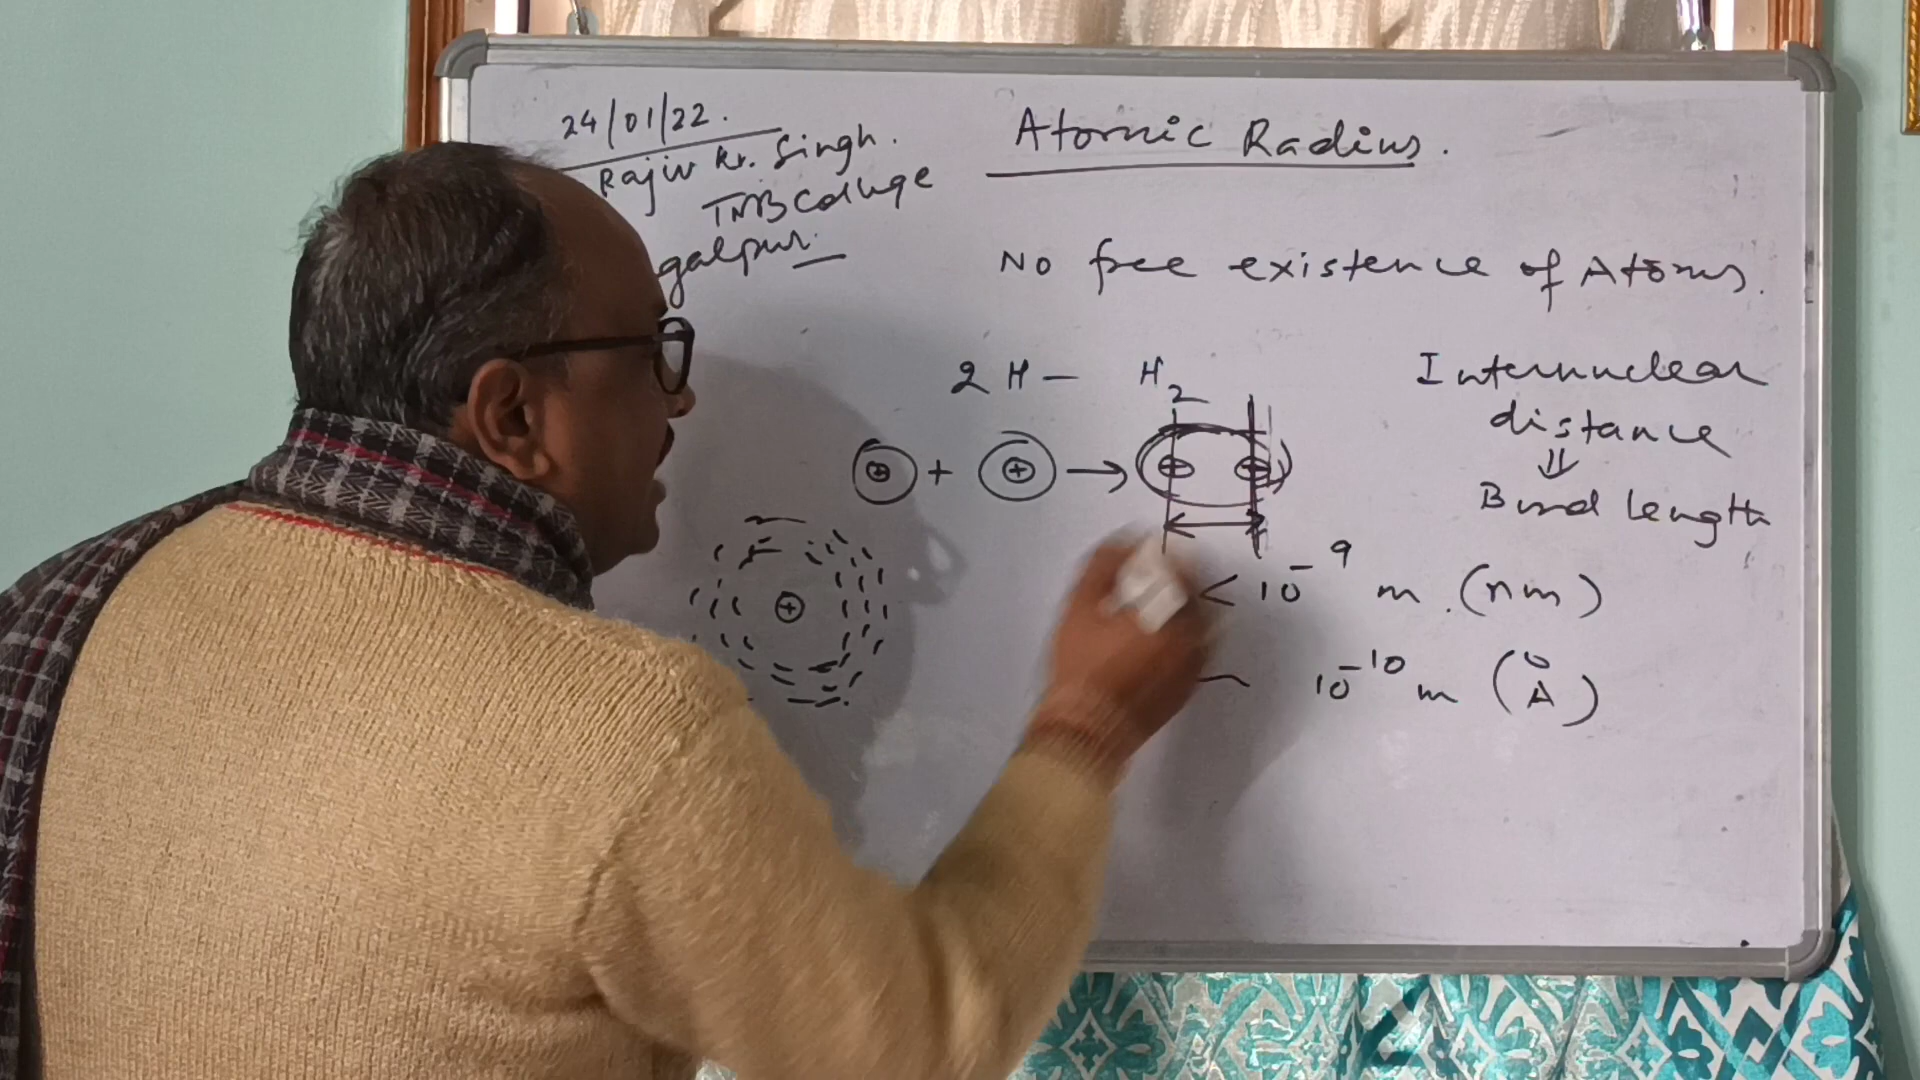 24/01/22.
Rajiv Kr. Singh.
TNB College
galpur.
Atomic Radius.
No free existence of Atoms.
2 H — H2
+ + + → + +
Internuclear
distance
⇓
Bond length
< 10⁻⁹ m. (nm)
~ 10⁻¹⁰ m (Å)
+